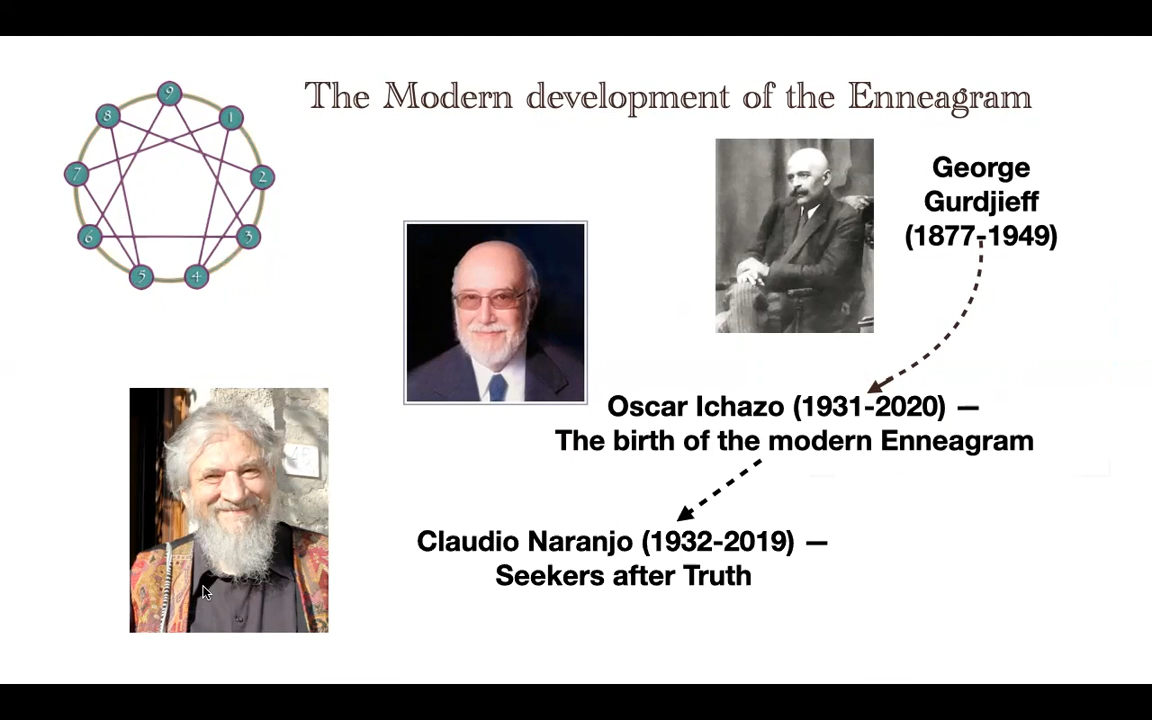 The Modern development of the Enneagram
9
8
1
7
2
6
3
5
4
George
Gurdjieff
(1877-1949)
Oscar Ichazo (1931-2020) —
The birth of the modern Enneagram
Claudio Naranjo (1932-2019) —
Seekers after Truth